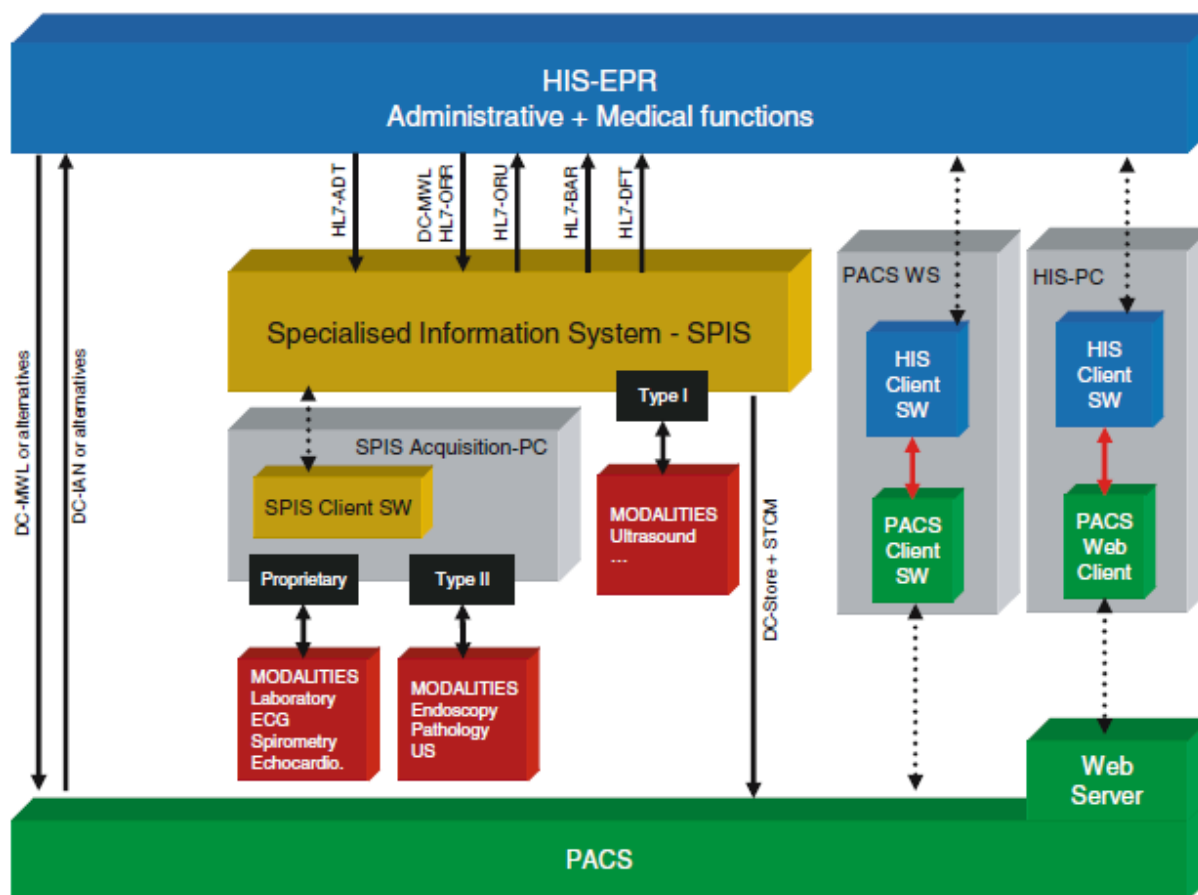 HIS-EPR
Administrative + Medical functions
DC-MWL or alternatives
DC-IAN or alternatives
HL7-ADT
DC-MWL
HL7-ORR
HL7-ORU
HL7-BAR
HL7-DFT
Specialised Information System - SPIS
Type I
SPIS Acquisition-PC
SPIS Client SW
Proprietary
Type II
MODALITIES
Ultrasound
...
MODALITIES
Laboratory
ECG
Spirometry
Echocardio.
MODALITIES
Endoscopy
Pathology
US
DC-Store + STCM
PACS WS
HIS
Client
SW
PACS
Client
SW
HIS-PC
HIS
Client
SW
PACS
Web
Client
Web
Server
PACS